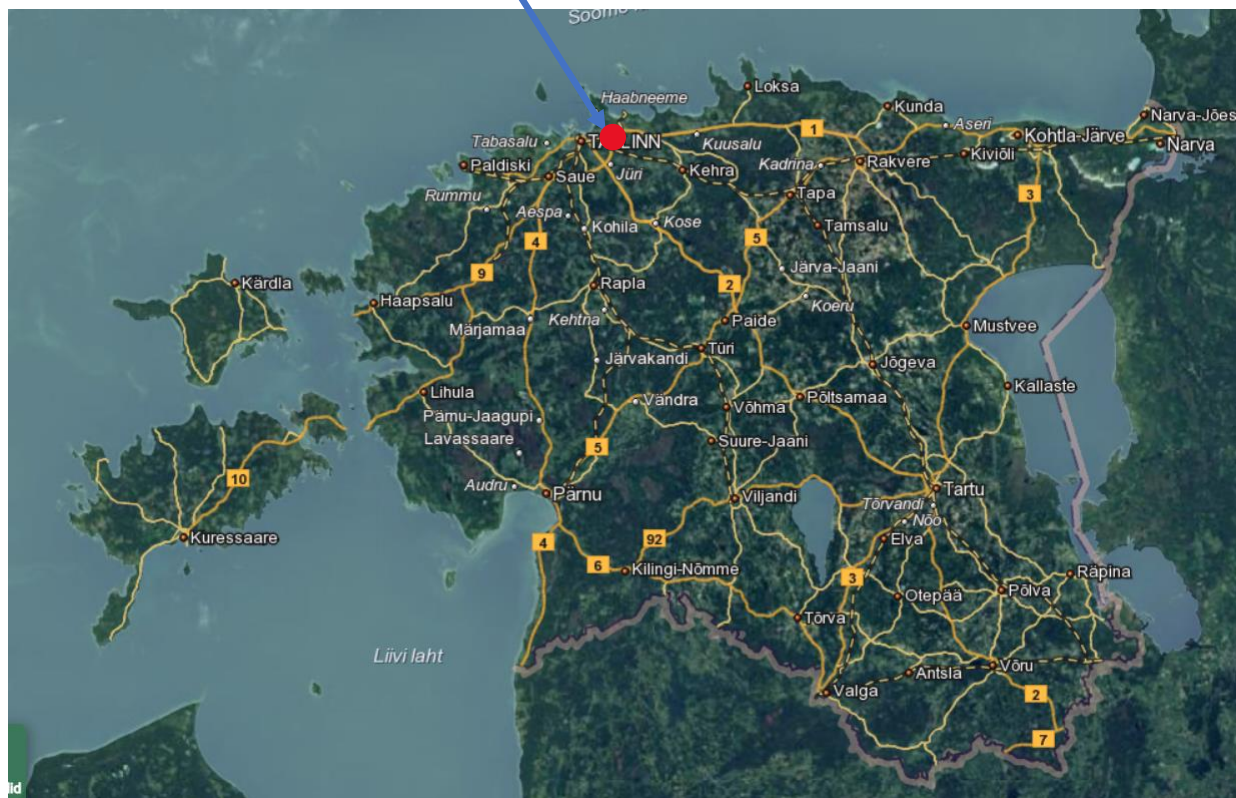 Soome
Haabneeme
Loksa
Kunda
Narva-Jões
Aseri
Kohtla-Järve
Narva
1
Tabasalu
TALLINN
Kuusalu
Kadrina
Rakvere
Kiviõli
Paldiski
Saue
Jüri
Kehra
Tapa
3
Rummu
Aespa
Kohila
Kose
Tamsalu
4
5
9
Järva-Jaani
Kärdla
Rapla
2
Haapsalu
Koeru
Märjamaa
Kehtna
Paide
Mustvee
Türi
Järvakandi
Jõgeva
Kallaste
Lihula
Vändra
Võhma
Põltsamaa
Pärnu-Jaagupi
Lavassaare
5
Suure-Jaani
10
Audru
Pärnu
Viljandi
Tartu
Tõrvandi
Nõo
Kuressaare
4
92
Elva
6
Kilingi-Nõmme
3
Räpina
Otepää
Põlva
Tõrva
Liivi laht
Antsla
Võru
Valga
2
7
lid